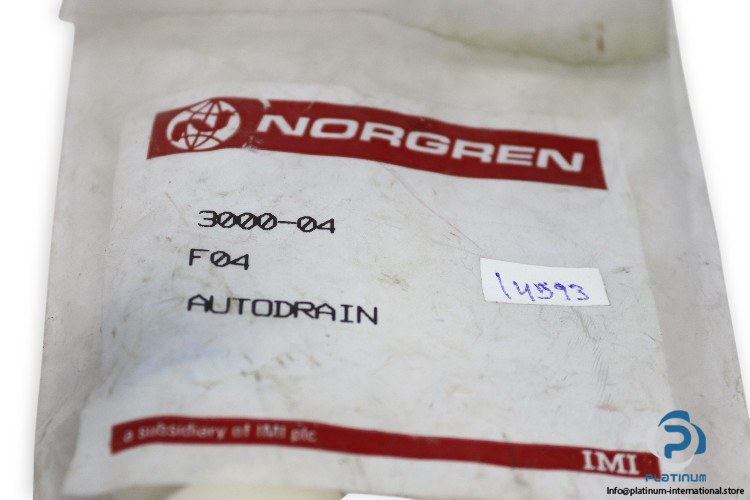 NORGREN
3000-04
F04
AUTODRAIN
14593
a subsidiary of IMI plc
IMI
PLATINUM
Info@platinum-international.store